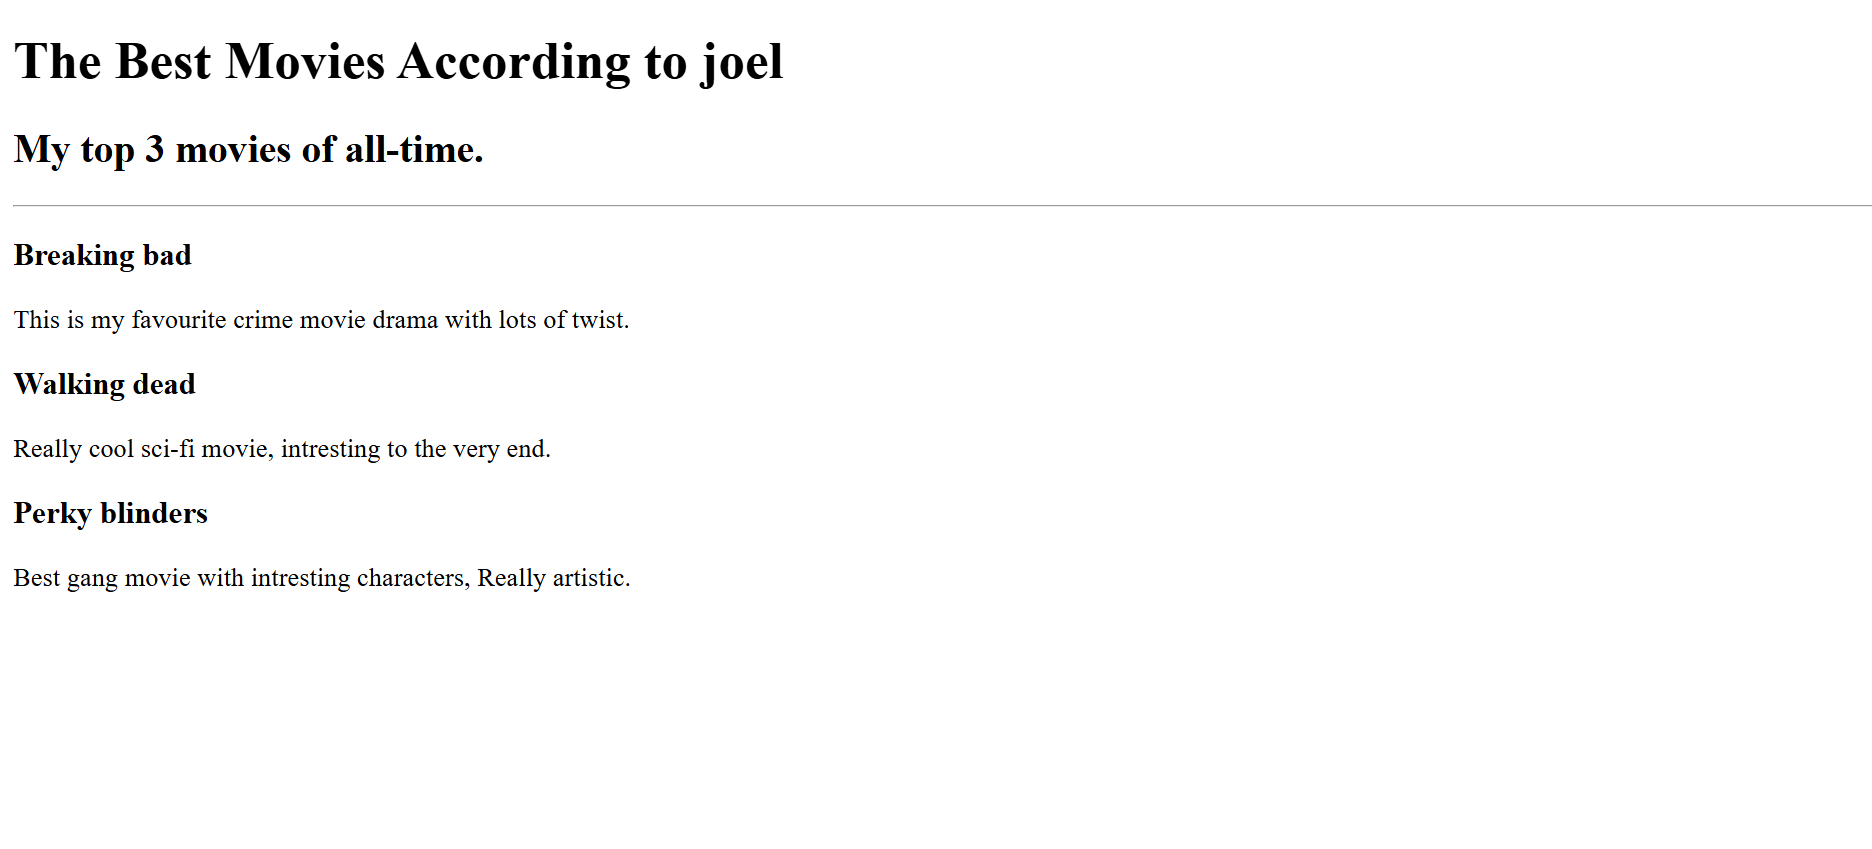 The Best Movies According to joel
My top 3 movies of all-time.
Breaking bad
This is my favourite crime movie drama with lots of twist.
Walking dead
Really cool sci-fi movie, intresting to the very end.
Perky blinders
Best gang movie with intresting characters, Really artistic.